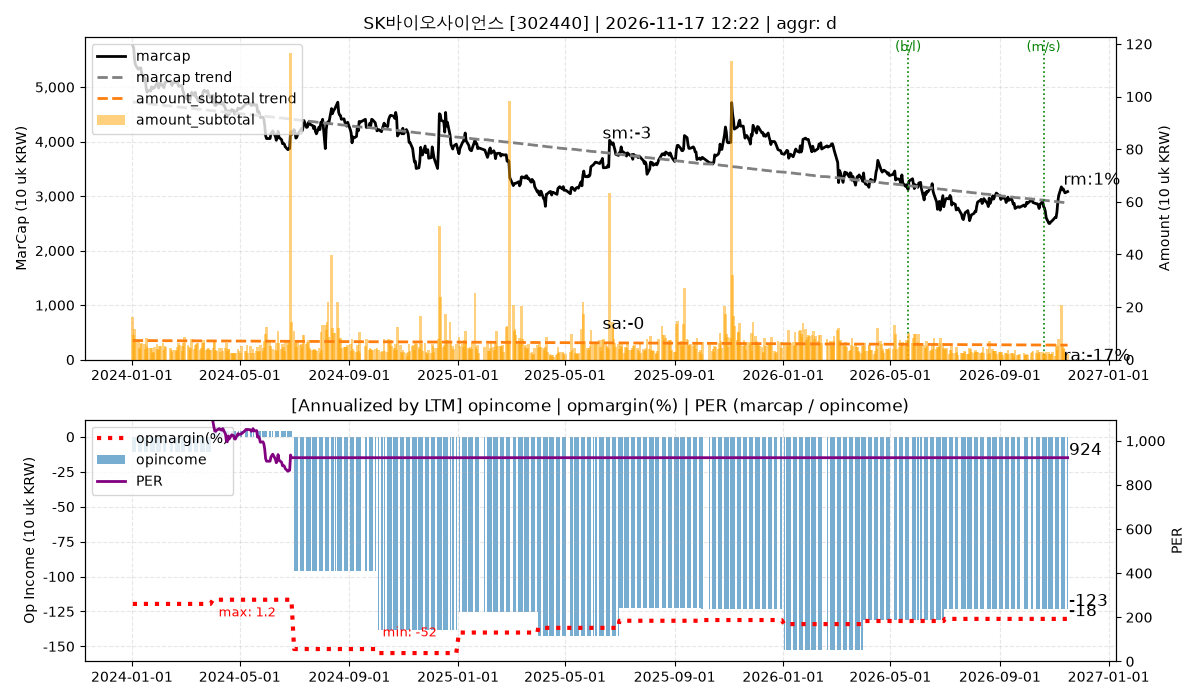 SK바이오사이언스 [302440] | 2026-11-17 12:22 | aggr: d
marcap
marcap trend
amount_subtotal trend
amount_subtotal
(b/l)
(m/s)
sm:-3
rm:1%
sa:-0
ra:-17%
MarCap (10 uk KRW)
5,000
4,000
3,000
2,000
1,000
0
Amount (10 uk KRW)
120
100
80
60
40
20
0
2024-01-01
2024-05-01
2024-09-01
2025-01-01
2025-05-01
2025-09-01
2026-01-01
2026-05-01
2026-09-01
2027-01-01
[Annualized by LTM] opincome | opmargin(%) | PER (marcap / opincome)
opmargin(%)
opincome
PER
max: 1.2
min: -52
924
-123
-18
Op Income (10 uk KRW)
0
-25
-50
-75
-100
-125
-150
PER
1,000
800
600
400
200
0
2024-01-01
2024-05-01
2024-09-01
2025-01-01
2025-05-01
2025-09-01
2026-01-01
2026-05-01
2026-09-01
2027-01-01